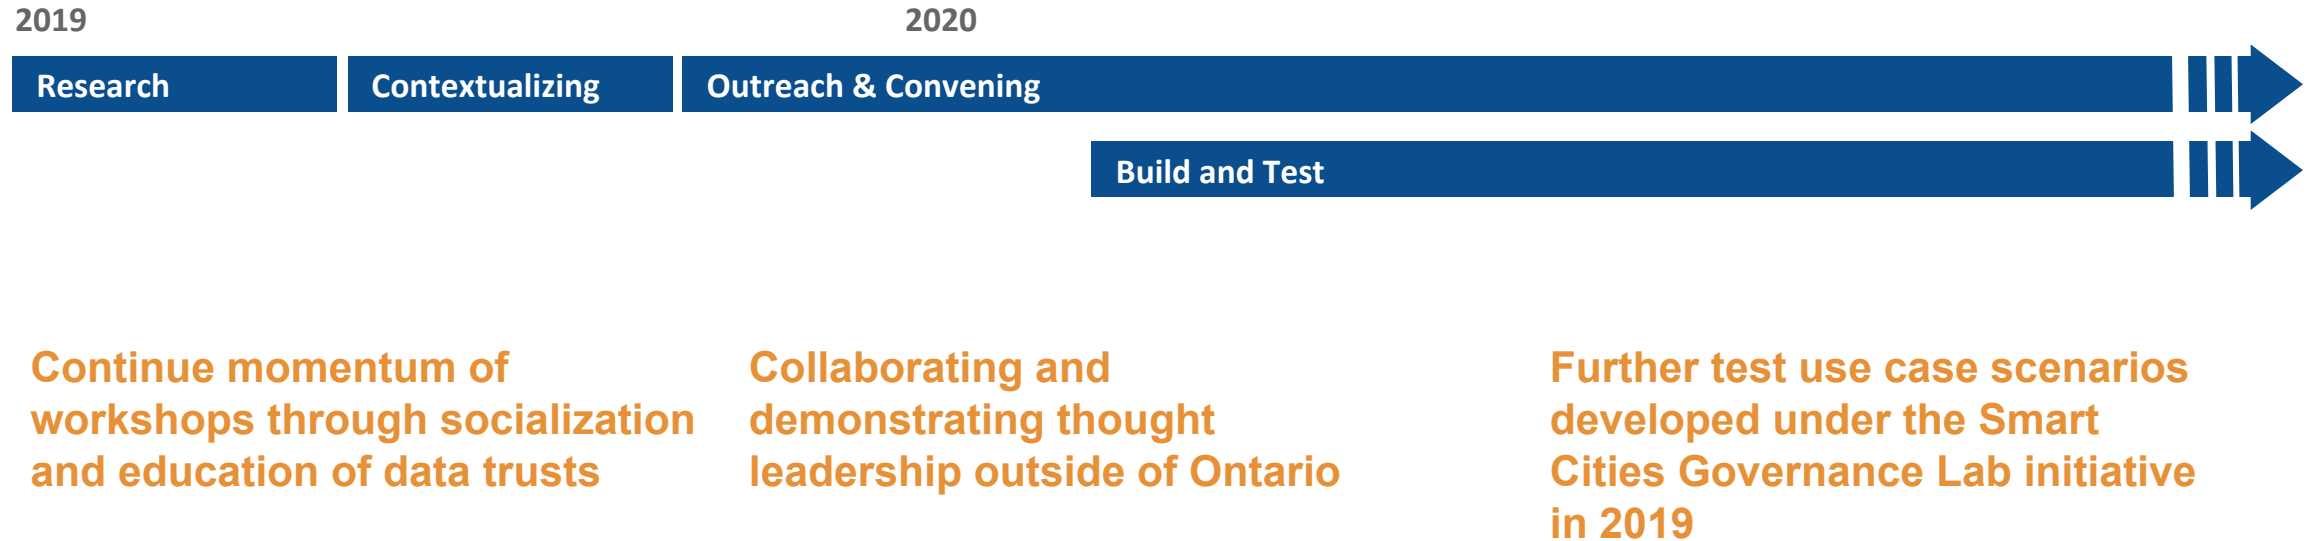 2019
2020
Research
Contextualizing
Outreach & Convening
Build and Test
Continue momentum of
workshops through socialization
and education of data trusts
Collaborating and
demonstrating thought
leadership outside of Ontario
Further test use case scenarios
developed under the Smart
Cities Governance Lab initiative
in 2019